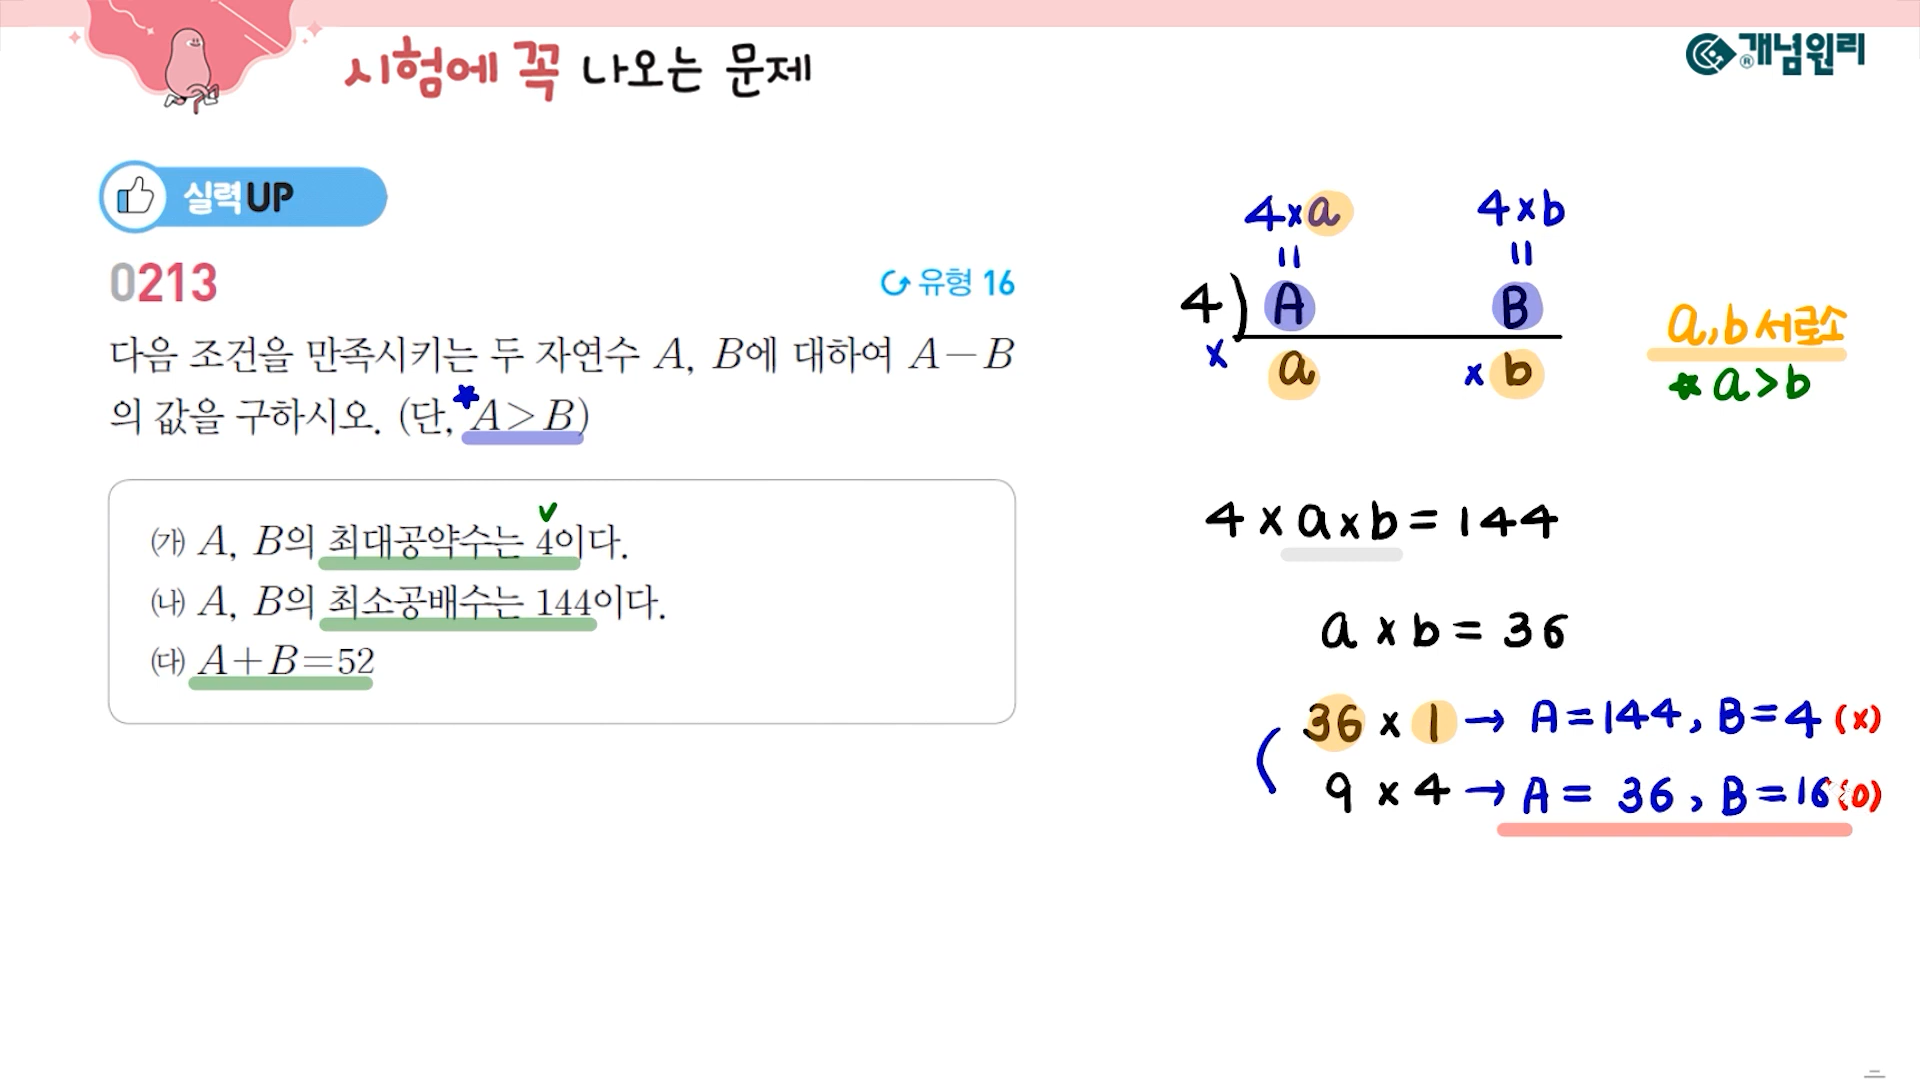 시험에 꼭 나오는 문제
개념원리
실력 UP
0213
유형 16
다음 조건을 만족시키는 두 자연수 A, B에 대하여 A－B
의 값을 구하시오. (단, A＞B)
㈎ A, B의 최대공약수는 4이다.
㈏ A, B의 최소공배수는 144이다.
㈐ A＋B＝52
4×a 4×b
= =
4 ) A B
× a × b
a, b 서로소
★ a>b
4×a×b=144
a×b=36
36×1→A=144, B=4 (x)
9×4→A=36, B=16 (o)